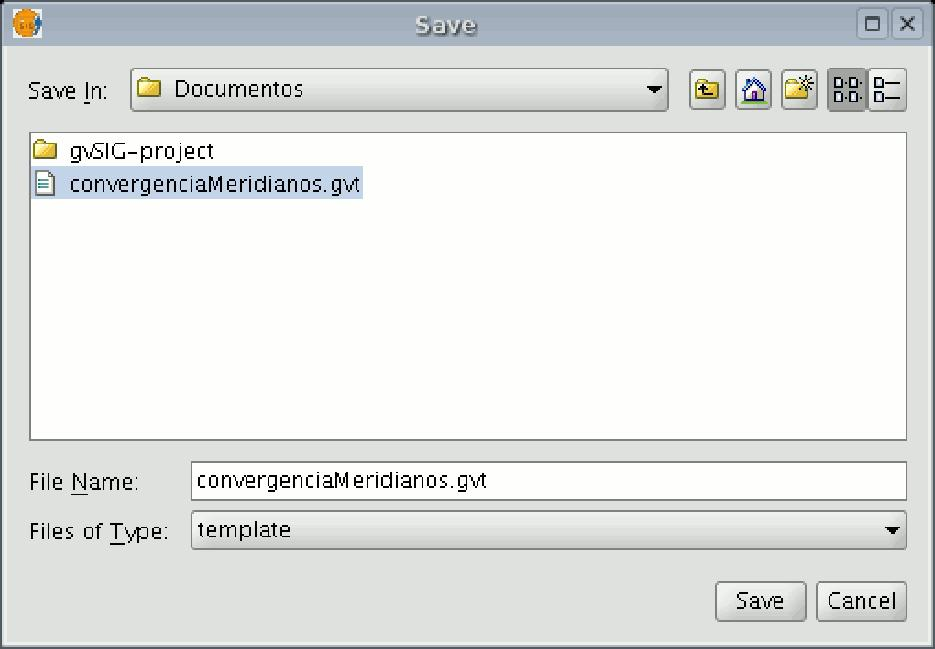 Save
Save In: Documentos
gvSIG-project
convergenciaMeridianos.gvt
File Name: convergenciaMeridianos.gvt
Files of Type: template
Save Cancel